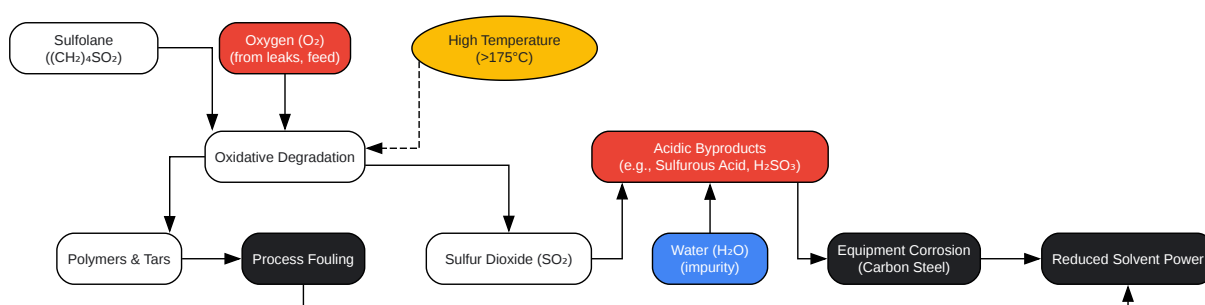 Sulfolane
((CH₂)₄SO₂)
Oxygen (O₂)
(from leaks, feed)
High Temperature
(>175°C)
Oxidative Degradation
Acidic Byproducts
(e.g., Sulfurous Acid, H₂SO₃)
Polymers & Tars
Process Fouling
Sulfur Dioxide (SO₂)
Water (H₂O)
(impurity)
Equipment Corrosion
(Carbon Steel)
Reduced Solvent Power